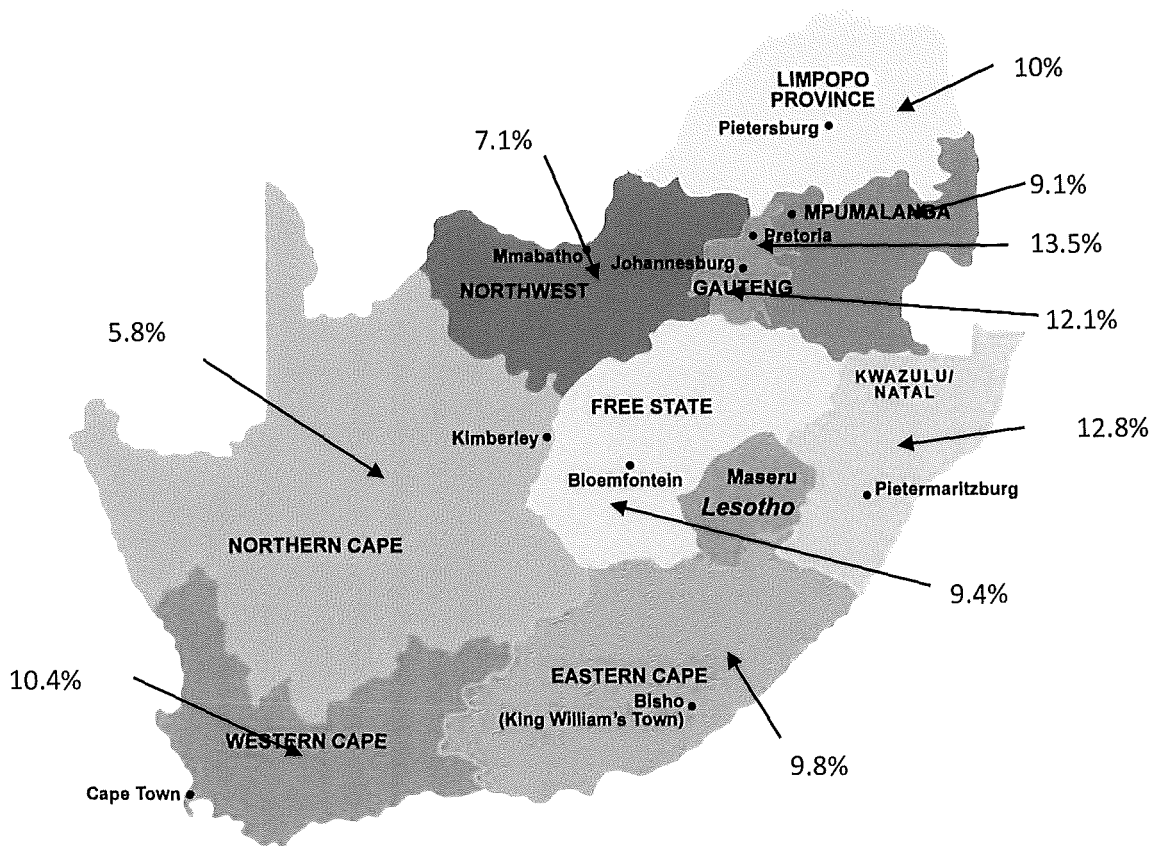 10%
LIMPOPO
PROVINCE
Pietersburg
7.1%
9.1%
MPUMALANGA
Pretoria
13.5%
Mmabatho
Johannesburg
NORTHWEST
GAUTENG
12.1%
5.8%
KWAZULU/
NATAL
FREE STATE
12.8%
Kimberley
Bloemfontein
Maseru
Lesotho
Pietermaritzburg
NORTHERN CAPE
9.4%
10.4%
EASTERN CAPE
Bisho
(King William's Town)
WESTERN CAPE
9.8%
Cape Town